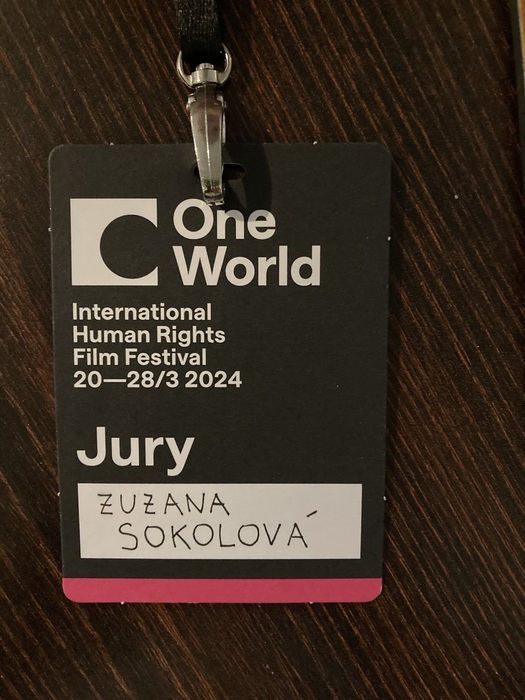 One
World
International
Human Rights
Film Festival
20—28/3 2024
Jury
ZUZANA
SOKOLOVÁ